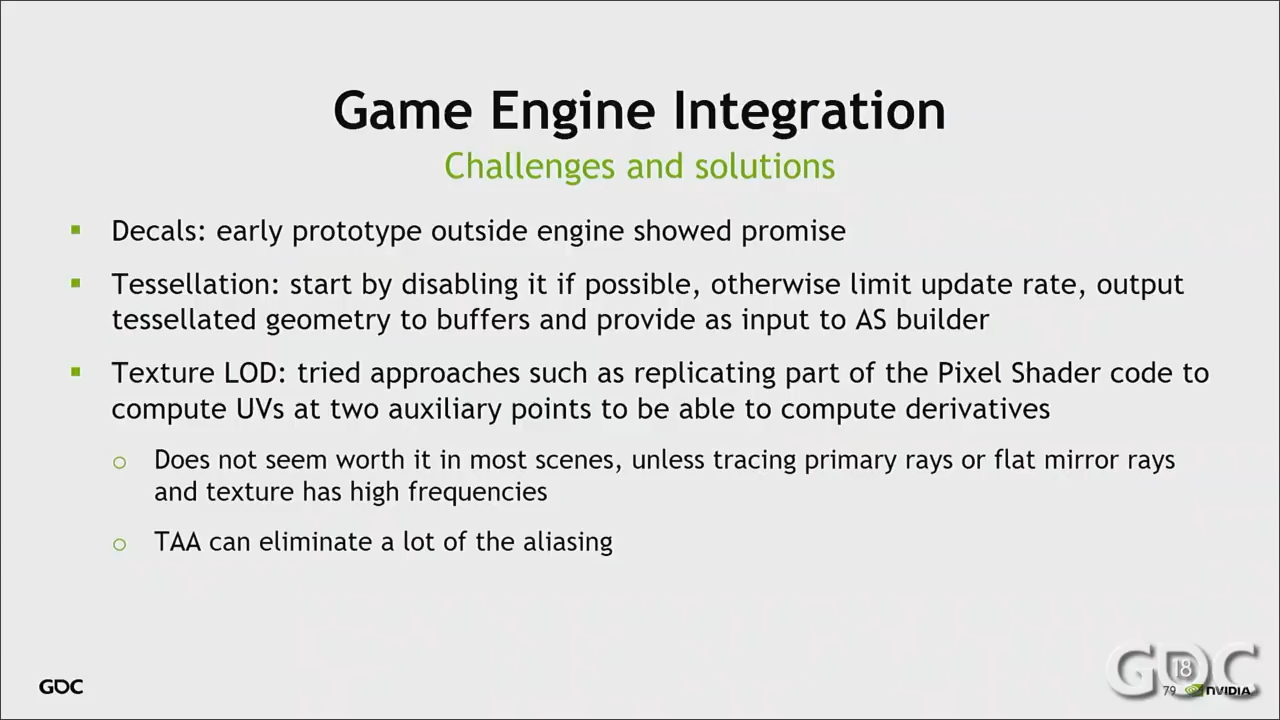 Game Engine Integration
Challenges and solutions
Decals: early prototype outside engine showed promise
Tessellation: start by disabling it if possible, otherwise limit update rate, output
tessellated geometry to buffers and provide as input to AS builder
Texture LOD: tried approaches such as replicating part of the Pixel Shader code to
compute UVs at two auxiliary points to be able to compute derivatives
Does not seem worth it in most scenes, unless tracing primary rays or flat mirror rays
and texture has high frequencies
TAA can eliminate a lot of the aliasing
GDC
GDC 18
79 NVIDIA